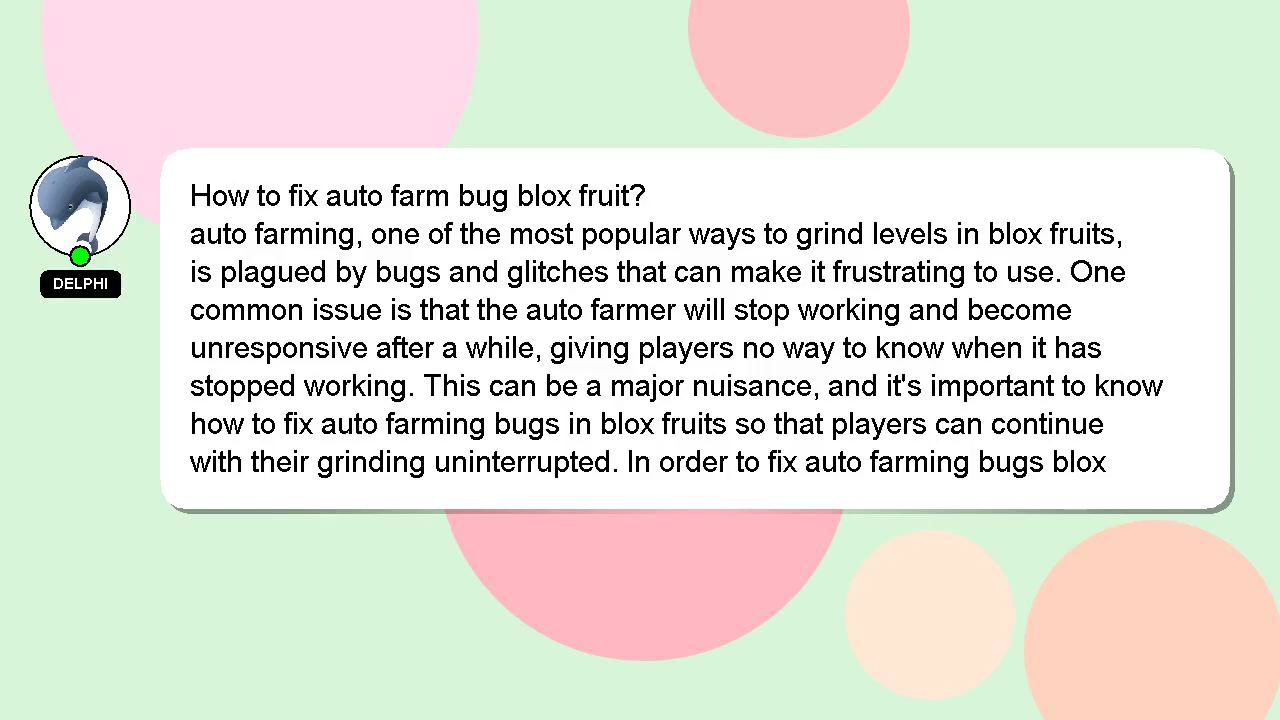 How to fix auto farm bug blox fruit?
auto farming, one of the most popular ways to grind levels in blox fruits,
is plagued by bugs and glitches that can make it frustrating to use. One
common issue is that the auto farmer will stop working and become
unresponsive after a while, giving players no way to know when it has
stopped working. This can be a major nuisance, and it's important to know
how to fix auto farming bugs in blox fruits so that players can continue
with their grinding uninterrupted. In order to fix auto farming bugs blox
DELPHI